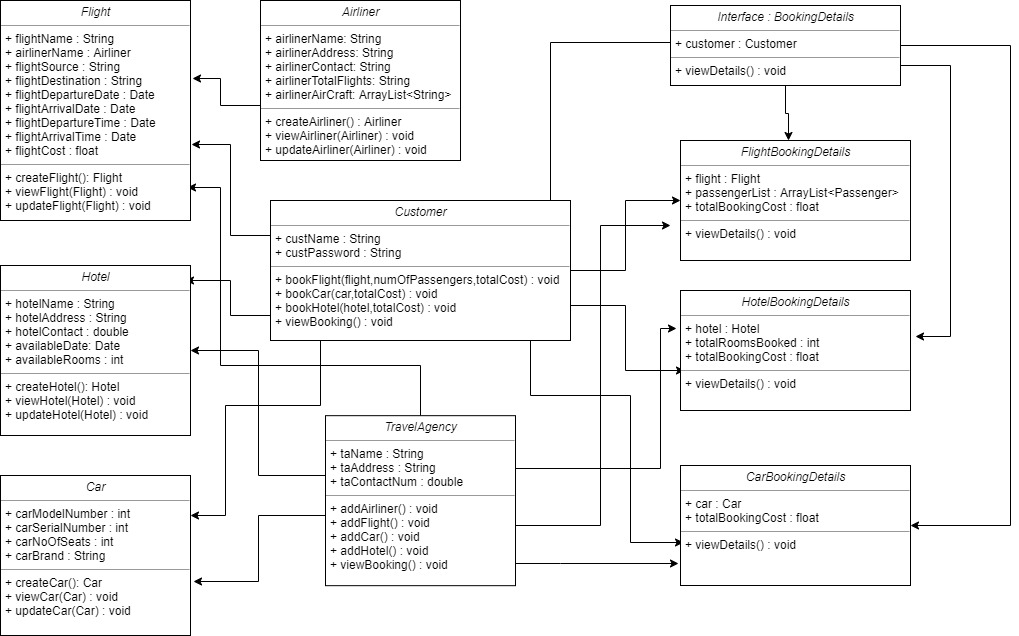 Flight
+ flightName : String
+ airlinerName : Airliner
+ flightSource : String
+ flightDestination : String
+ flightDepartureDate : Date
+ flightArrivalDate : Date
+ flightDepartureTime : Date
+ flightArrivalTime : Date
+ flightCost : float
+ createFlight(): Flight
+ viewFlight(Flight) : void
+ updateFlight(Flight) : void
Airliner
+ airlinerName: String
+ airlinerAddress: String
+ airlinerContact: String
+ airlinerTotalFlights: String
+ airlinerAirCraft: ArrayList<String>
+ createAirliner() : Airliner
+ viewAirliner(Airliner) : void
+ updateAirliner(Airliner) : void
Interface : BookingDetails
+ customer : Customer
+ viewDetails() : void
FlightBookingDetails
+ flight : Flight
+ passengerList : ArrayList<Passenger>
+ totalBookingCost : float
+ viewDetails() : void
Customer
+ custName : String
+ custPassword : String
+ bookFlight(flight,numOfPassengers,totalCost) : void
+ bookCar(car,totalCost) : void
+ bookHotel(hotel,totalCost) : void
+ viewBooking() : void
Hotel
+ hotelName : String
+ hotelAddress : String
+ hotelContact : double
+ availableDate: Date
+ availableRooms : int
+ createHotel(): Hotel
+ viewHotel(Hotel) : void
+ updateHotel(Hotel) : void
HotelBookingDetails
+ hotel : Hotel
+ totalRoomsBooked : int
+ totalBookingCost : float
+ viewDetails() : void
TravelAgency
+ taName : String
+ taAddress : String
+ taContactNum : double
+ addAirliner() : void
+ addFlight() : void
+ addCar() : void
+ addHotel() : void
+ viewBooking() : void
Car
+ carModelNumber : int
+ carSerialNumber : int
+ carNoOfSeats : int
+ carBrand : String
+ createCar(): Car
+ viewCar(Car) : void
+ updateCar(Car) : void
CarBookingDetails
+ car : Car
+ totalBookingCost : float
+ viewDetails() : void